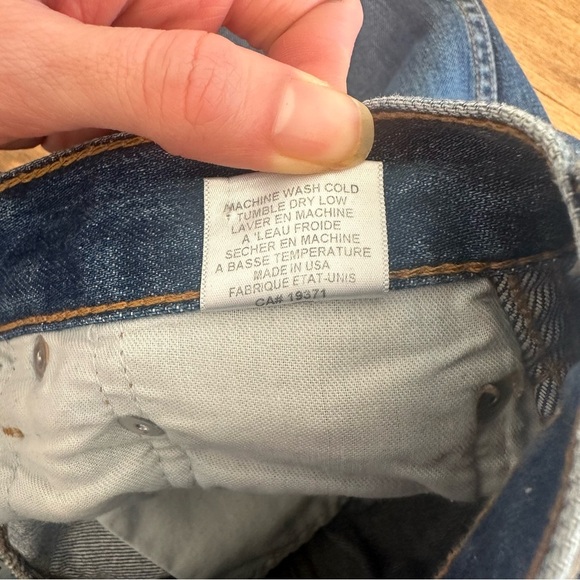 MACHINE WASH COLD
TUMBLE DRY LOW
LAVER EN MACHINE
A 'LEAU FROIDE
SECHER EN MACHINE
A BASSE TEMPERATURE
MADE IN USA
FABRIQUE ETAT-UNIS
CA# 19371